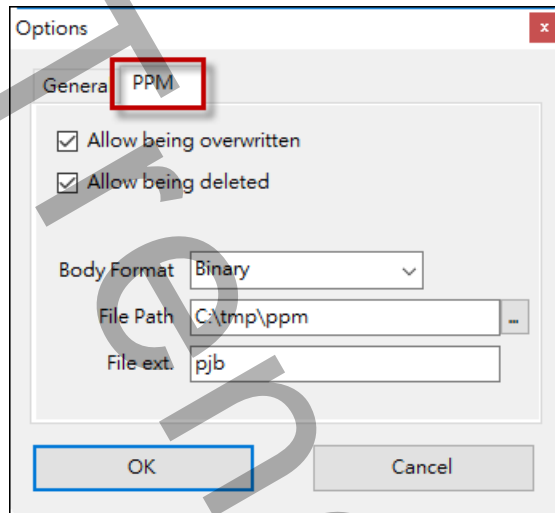 Options
x
Genera PPM
Allow being overwritten
Allow being deleted
Body Format Binary
File Path C:\tmp\ppm ...
File ext. pjb
OK Cancel
Tren